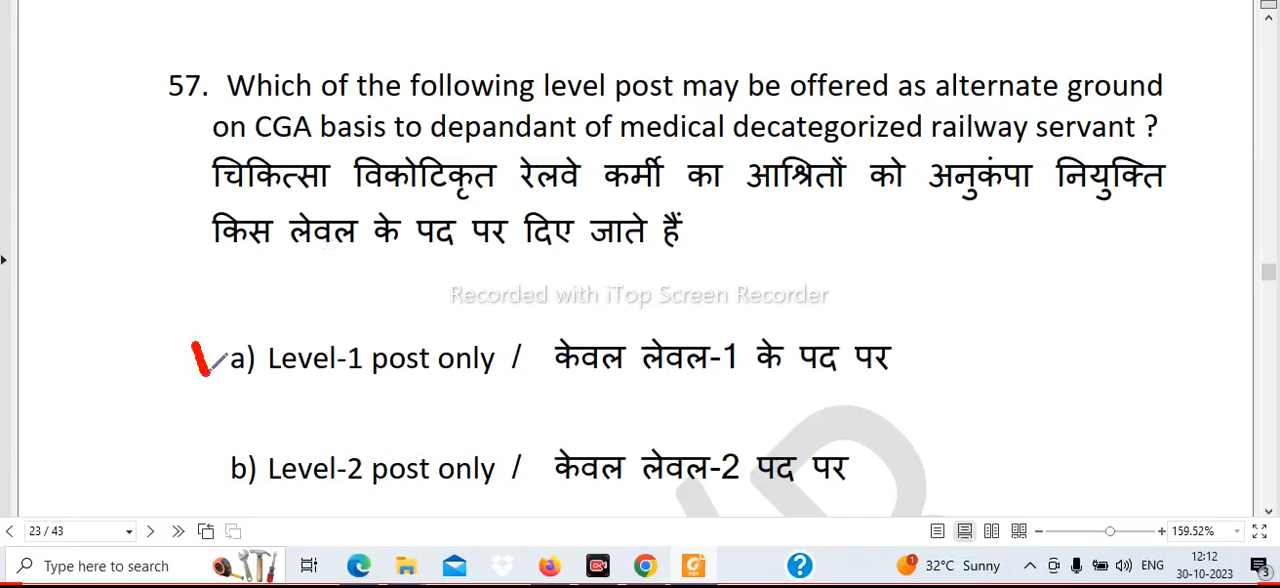 57. Which of the following level post may be offered as alternate ground
on CGA basis to depandant of medical decategorized railway servant ?
चिकित्सा विकोटिकृत रेलवे कर्मी का आश्रितों को अनुकंपा नियुक्ति
किस लेवल के पद पर दिए जाते हैं
Recorded with iTop Screen Recorder
a) Level-1 post only / केवल लेवल-1 के पद पर
b) Level-2 post only / केवल लेवल-2 पद पर
23 / 43
159.52%
Type here to search
32°C Sunny
ENG
12:12
30-10-2023
3